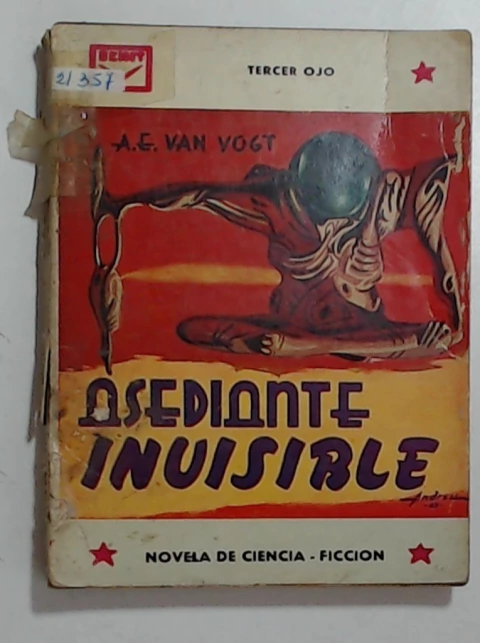 21357
TERCER OJO
A.E. VAN VOGT
ASEDIANTE
INVISIBLE
NOVELA DE CIENCIA - FICCION